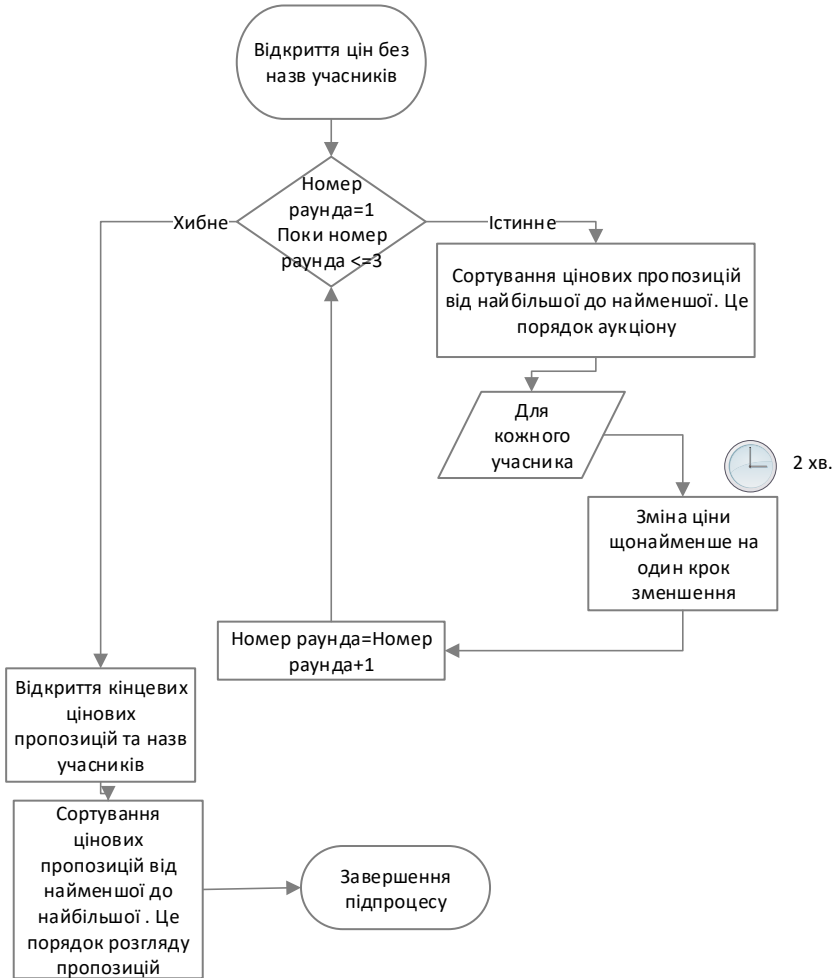 Відкриття цін без
назв учасників
Номер
раунда=1
Поки номер
раунда <=3
Хибне
Істинне
Сортування цінових пропозицій
від найбільшої до найменшої. Це
порядок аукціону
Для
кожного
учасника
2 хв.
Зміна ціни
щонайменше на
один крок
зменшення
Номер раунда=Номер
раунда+1
Відкриття кінцевих
цінових
пропозицій та назв
учасників
Сортування
цінових
пропозицій від
найменшої до
найбільшої . Це
порядок розгляду
пропозицій
Завершення
підпроцесу